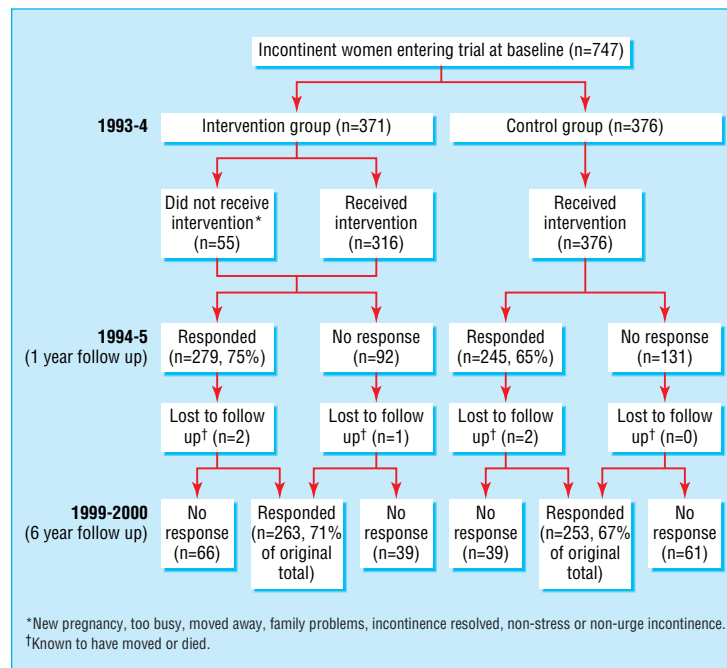 Incontinent women entering trial at baseline (n=747)
1993-4
Intervention group (n=371)
Control group (n=376)
Did not receive
intervention*
(n=55)
Received
intervention
(n=316)
Received
intervention
(n=376)
1994-5
(1 year follow up)
Responded
(n=279, 75%)
No response
(n=92)
Responded
(n=245, 65%)
No response
(n=131)
Lost to follow
up† (n=2)
Lost to follow
up† (n=1)
Lost to follow
up† (n=2)
Lost to follow
up† (n=0)
1999-2000
(6 year follow up)
No
response
(n=66)
Responded
(n=263, 71%
of original
total)
No
response
(n=39)
No
response
(n=39)
Responded
(n=253, 67%
of original
total)
No
response
(n=61)
*New pregnancy, too busy, moved away, family problems, incontinence resolved, non-stress or non-urge incontinence.
†Known to have moved or died.